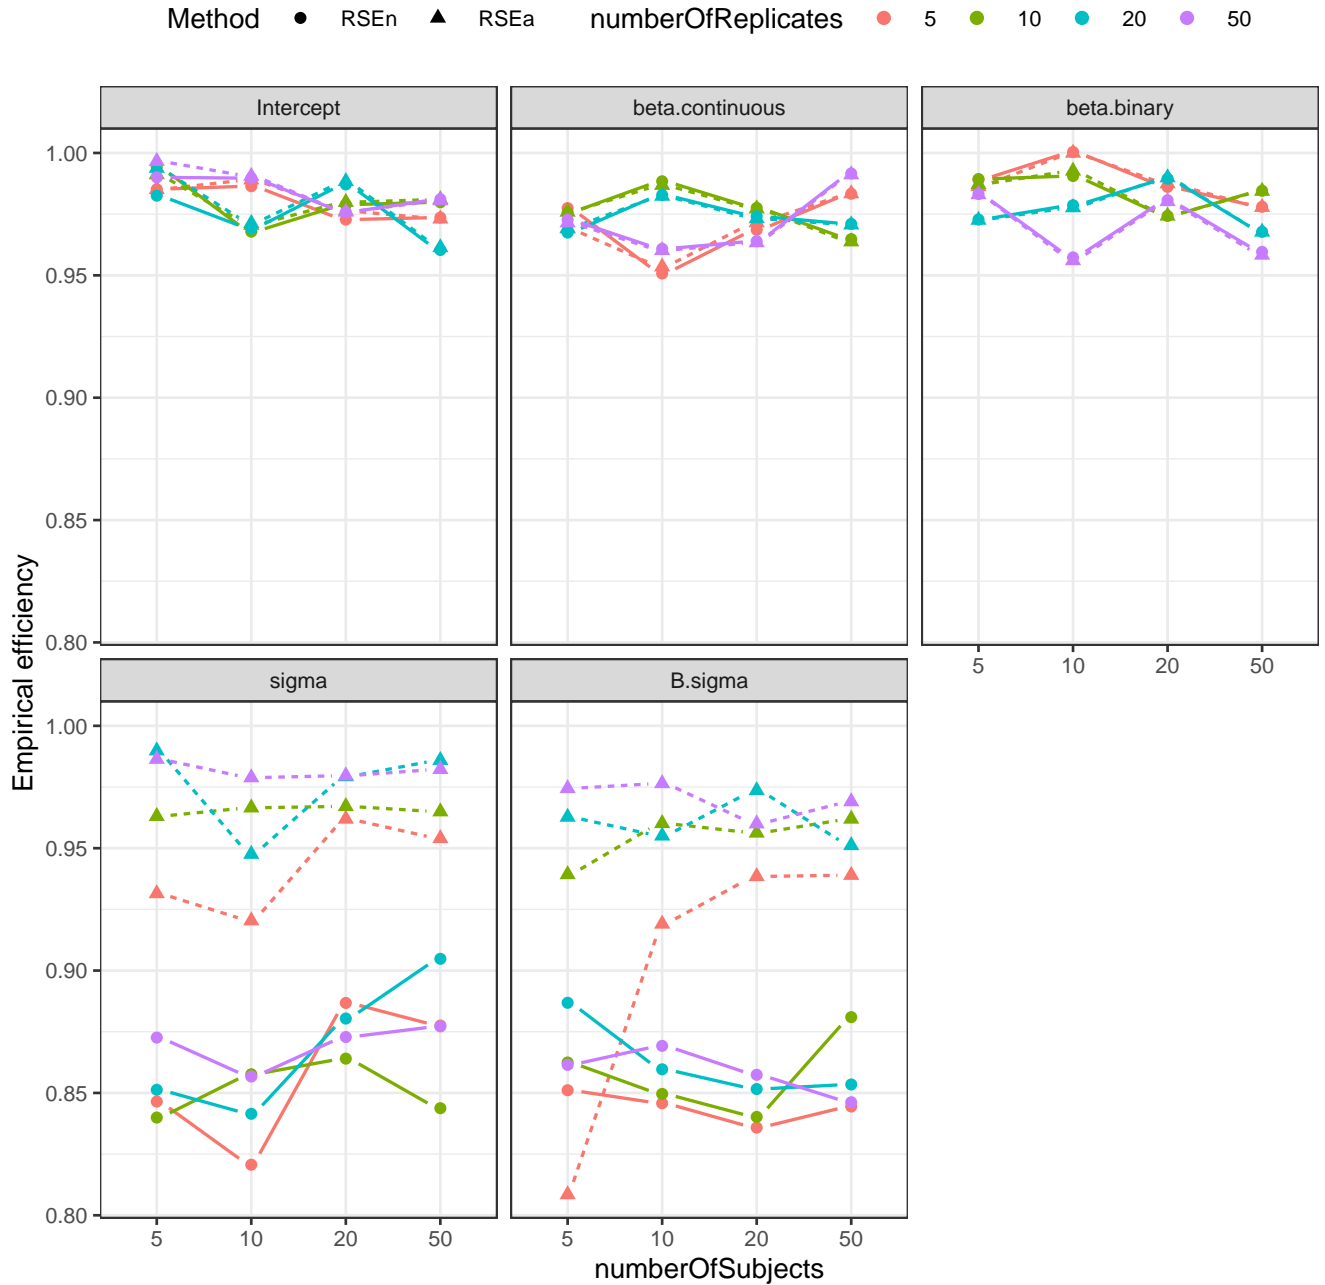 Method RSEn RSEa numberOfReplicates 5 10 20 50
Intercept beta.continuous beta.binary
1.00
0.95
0.90
0.85
0.80
5 10 20 50
Empirical efficiency
sigma B.sigma
1.00
0.95
0.90
0.85
0.80
5 10 20 50 5 10 20 50
numberOfSubjects